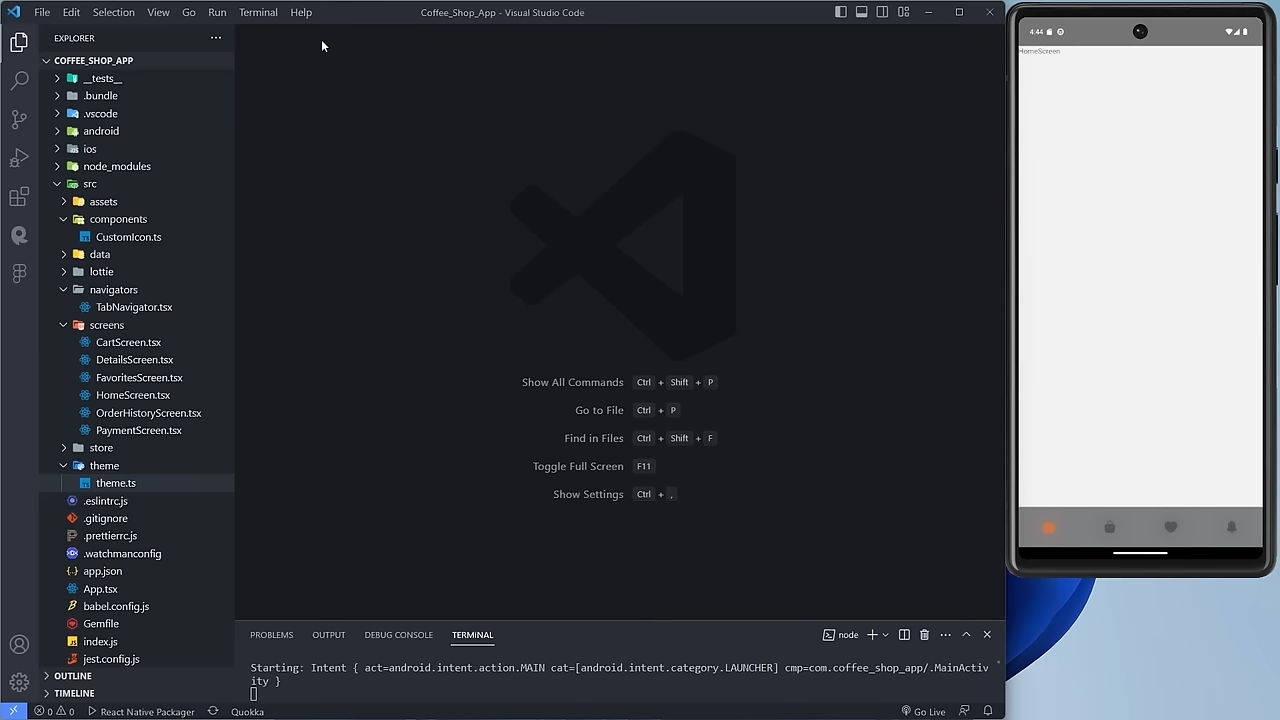 File Edit Selection View Go Run Terminal Help
Coffee_Shop_App - Visual Studio Code
EXPLORER
COFFEE_SHOP_APP
__tests__
.bundle
.vscode
android
ios
node_modules
src
assets
components
CustomIcon.ts
data
lottie
navigators
TabNavigator.tsx
screens
CartScreen.tsx
DetailsScreen.tsx
FavoritesScreen.tsx
HomeScreen.tsx
OrderHistoryScreen.tsx
PaymentScreen.tsx
store
theme
theme.ts
.eslintrc.js
.gitignore
.prettierrc.js
.watchmanconfig
app.json
App.tsx
babel.config.js
Gemfile
index.js
jest.config.js
OUTLINE
TIMELINE
Show All Commands Ctrl + Shift + P
Go to File Ctrl + P
Find in Files Ctrl + Shift + F
Toggle Full Screen F11
Show Settings Ctrl + ,
PROBLEMS OUTPUT DEBUG CONSOLE TERMINAL
node
Starting: Intent { act=android.intent.action.MAIN cat=[android.intent.category.LAUNCHER] cmp=com.coffee_shop_app/.MainActiv
ity }
0 0 React Native Packager Quokka Go Live
4:44
HomeScreen